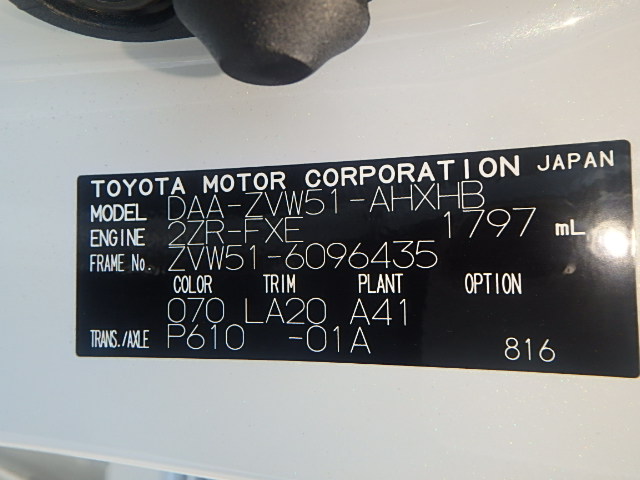 TOYOTA MOTOR CORPORATION JAPAN
MODEL DAA-ZVW51-AHXHB
ENGINE 2ZR-FXE 1797 mL
FRAME No. ZVW51-6096435
COLOR TRIM PLANT OPTION
070 LA20 A41
TRANS./AXLE P610 -01A
816